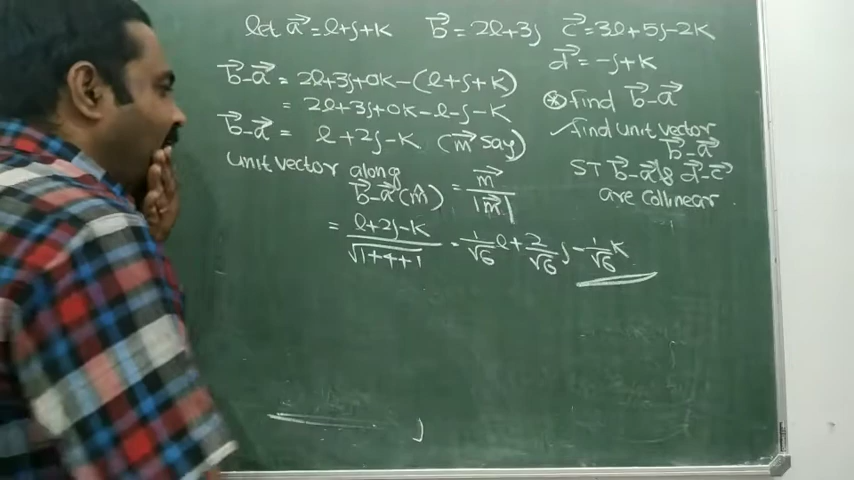 let a⃗ = i+j+k   b⃗ = 2i+3j   c⃗ = 3i+5j-2k
d⃗ = -j+k
b⃗-a⃗ = 2i+3j+0k-(i+j+k)
= 2i+3j+0k-i-j-k
b⃗-a⃗ = i+2j-k (m⃗ say)
unit vector along
b⃗-a⃗ (m̂) = m⃗/|m⃗|
= i+2j-k/√1+4+1 = 1/√6 i + 2/√6 j - 1/√6 k
⊛ find b⃗-a⃗
✓ find unit vector
b⃗-a⃗
ST b⃗-a⃗ & d⃗-c⃗
are collinear